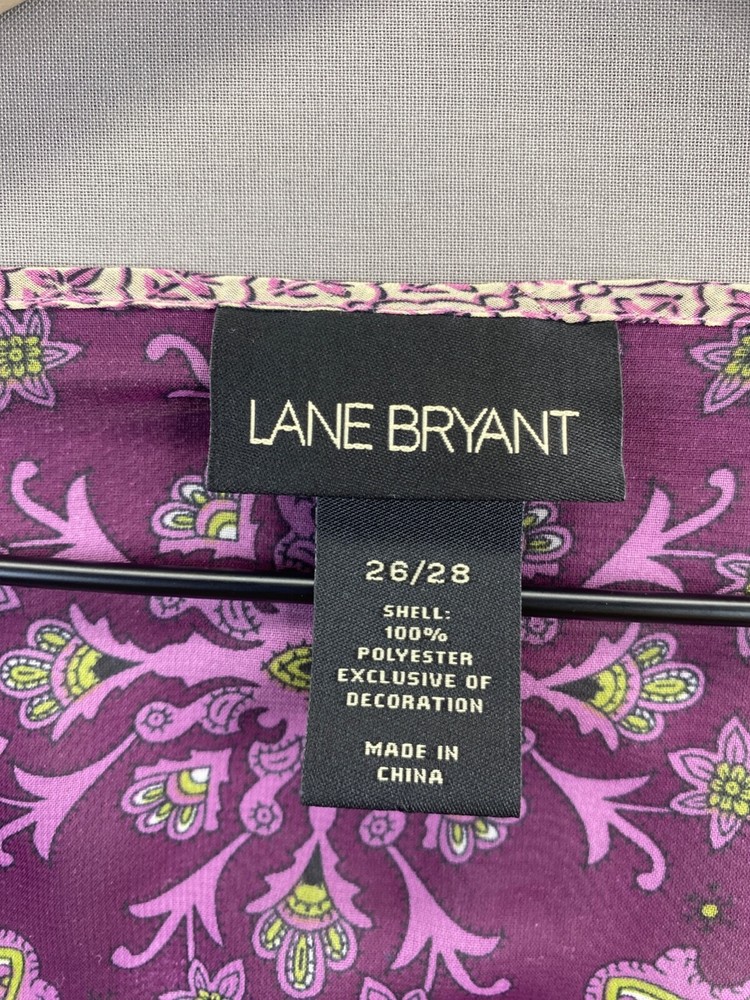 LANE BRYANT
26/28
SHELL:
100%
POLYESTER
EXCLUSIVE OF
DECORATION
MADE IN
CHINA